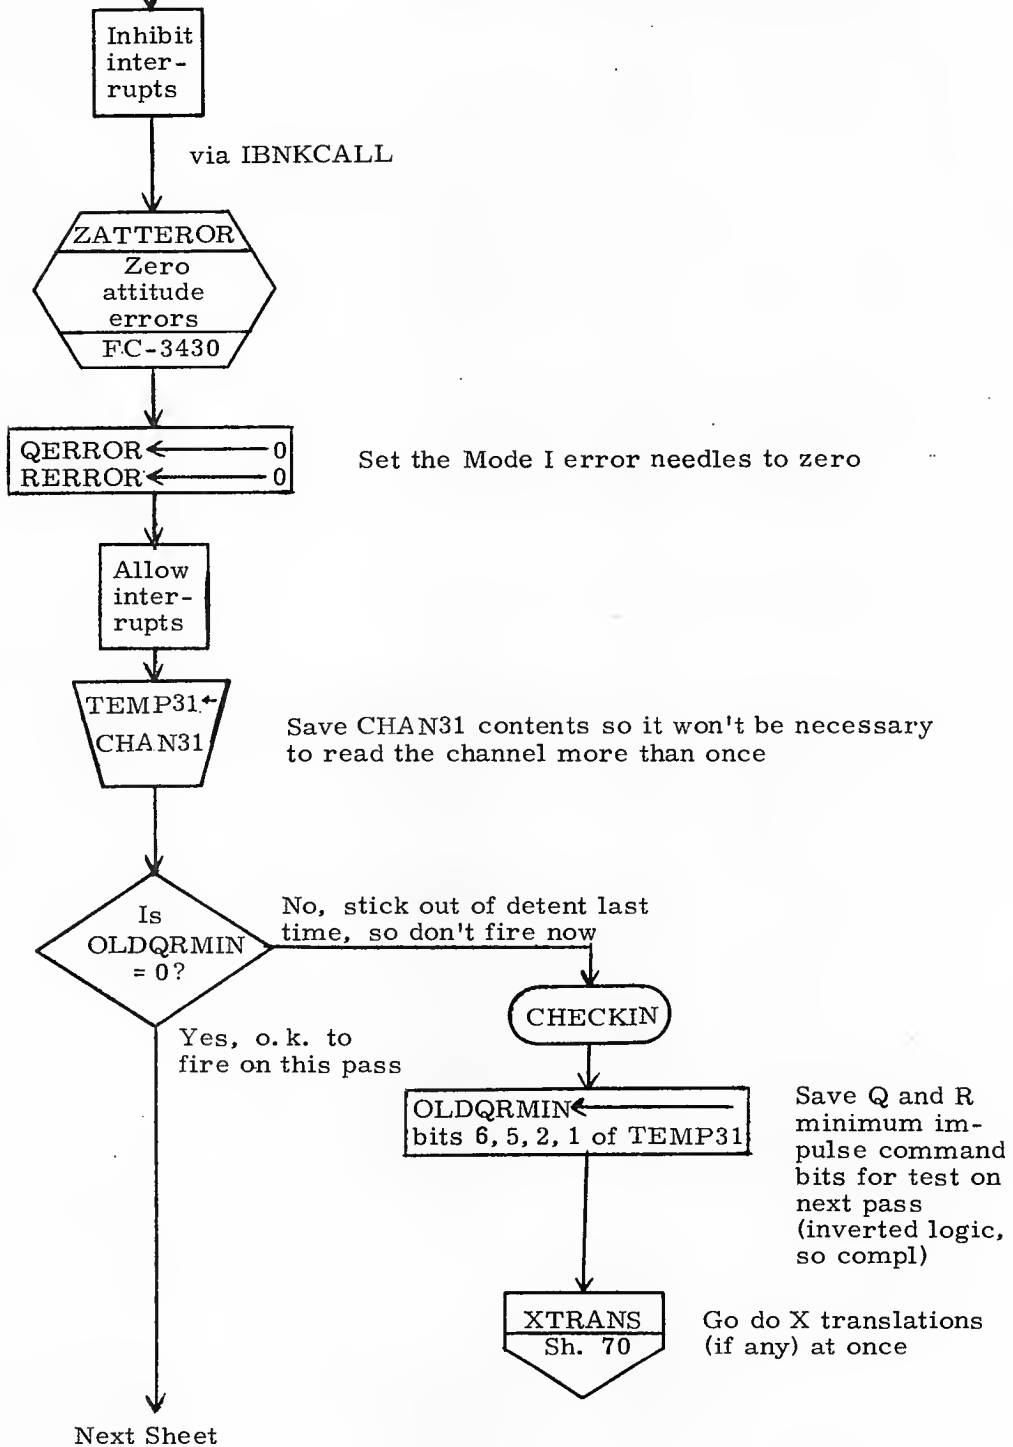 Inhibit
inter-
rupts
via IBNKCALL
ZATTEROR
Zero
attitude
errors
FC-3430
QERROR ← 0
RERROR ← 0
Set the Mode I error needles to zero
Allow
inter-
rupts
TEMP31 ←
CHAN31
Save CHAN31 contents so it won't be necessary
to read the channel more than once
Is
OLDQRMIN
= 0?
No, stick out of detent last
time, so don't fire now
CHECKIN
Yes, o.k. to
fire on this pass
OLDQRMIN ←
bits 6, 5, 2, 1 of TEMP31
Save Q and R
minimum im-
pulse command
bits for test on
next pass
(inverted logic,
so compl)
XTRANS
Sh. 70
Go do X translations
(if any) at once
Next Sheet